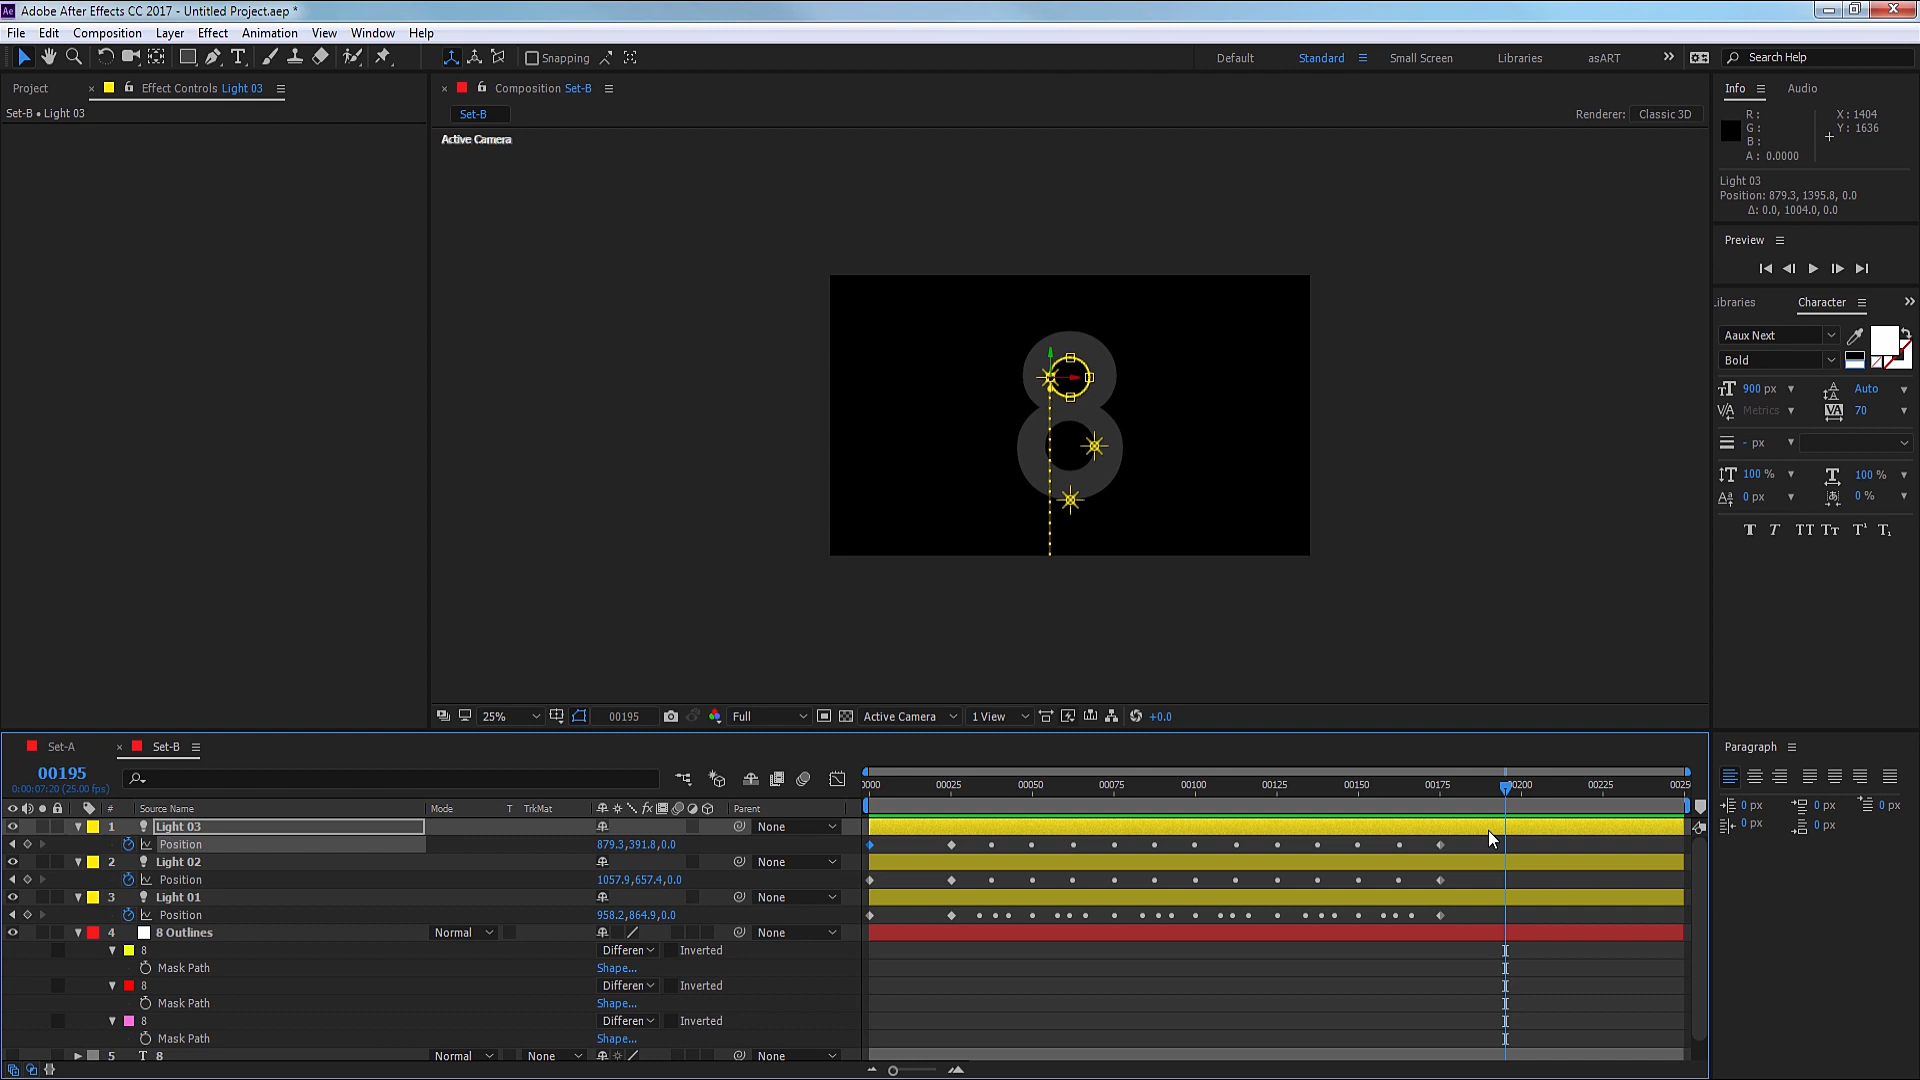 Adobe After Effects CC 2017 - Untitled Project.aep *
File Edit Composition Layer Effect Animation View Window Help
Snapping
Default Standard Small Screen Libraries asART
Search Help
Project
Effect Controls Light 03
Set-B • Light 03
Composition Set-B
Set-B
Renderer: Classic 3D
Active Camera
Info Audio
R :
G :
B :
A : 0.0000
X : 1404
Y : 1636
Light 03
Position: 879.3, 1395.8, 0.0
Δ: 0.0, 1004.0, 0.0
Preview
Libraries Character
Aaux Next
Bold
900 px Auto
Metrics 70
- px
100 % 100 %
0 px 0 %
T T TT Tт T¹ T₁
8
25% 00195 Full Active Camera 1 View +0.0
Set-A Set-B
00195
0:00:07:20 (25.00 fps)
0000 00025 00050 00075 00100 00125 00150 00175 00200 00225 0025
# Source Name Mode T TrkMat fx Parent
1 Light 03 None
Position 879.3,391.8,0.0
2 Light 02 None
Position 1057.9,657.4,0.0
3 Light 01 None
Position 958.2,864.9,0.0
4 8 Outlines Normal None
8 Differen Inverted
Mask Path Shape...
8 Differen Inverted
Mask Path Shape...
8 Differen Inverted
Mask Path Shape...
5 T 8 Normal None None
Paragraph
0 px 0 px 0 px
0 px 0 px